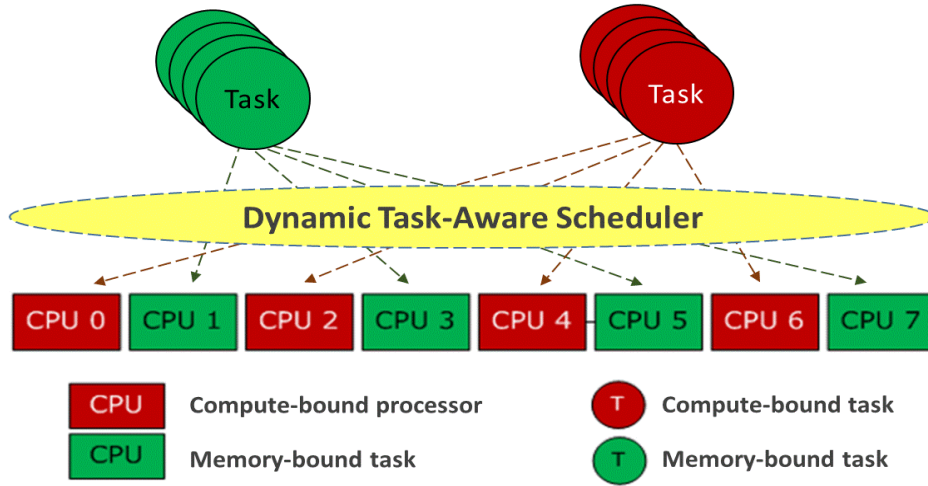 Task
Task
Dynamic Task-Aware Scheduler
CPU 0 CPU 1 CPU 2 CPU 3 CPU 4 CPU 5 CPU 6 CPU 7
CPU Compute-bound processor
T Compute-bound task
CPU Memory-bound task
T Memory-bound task